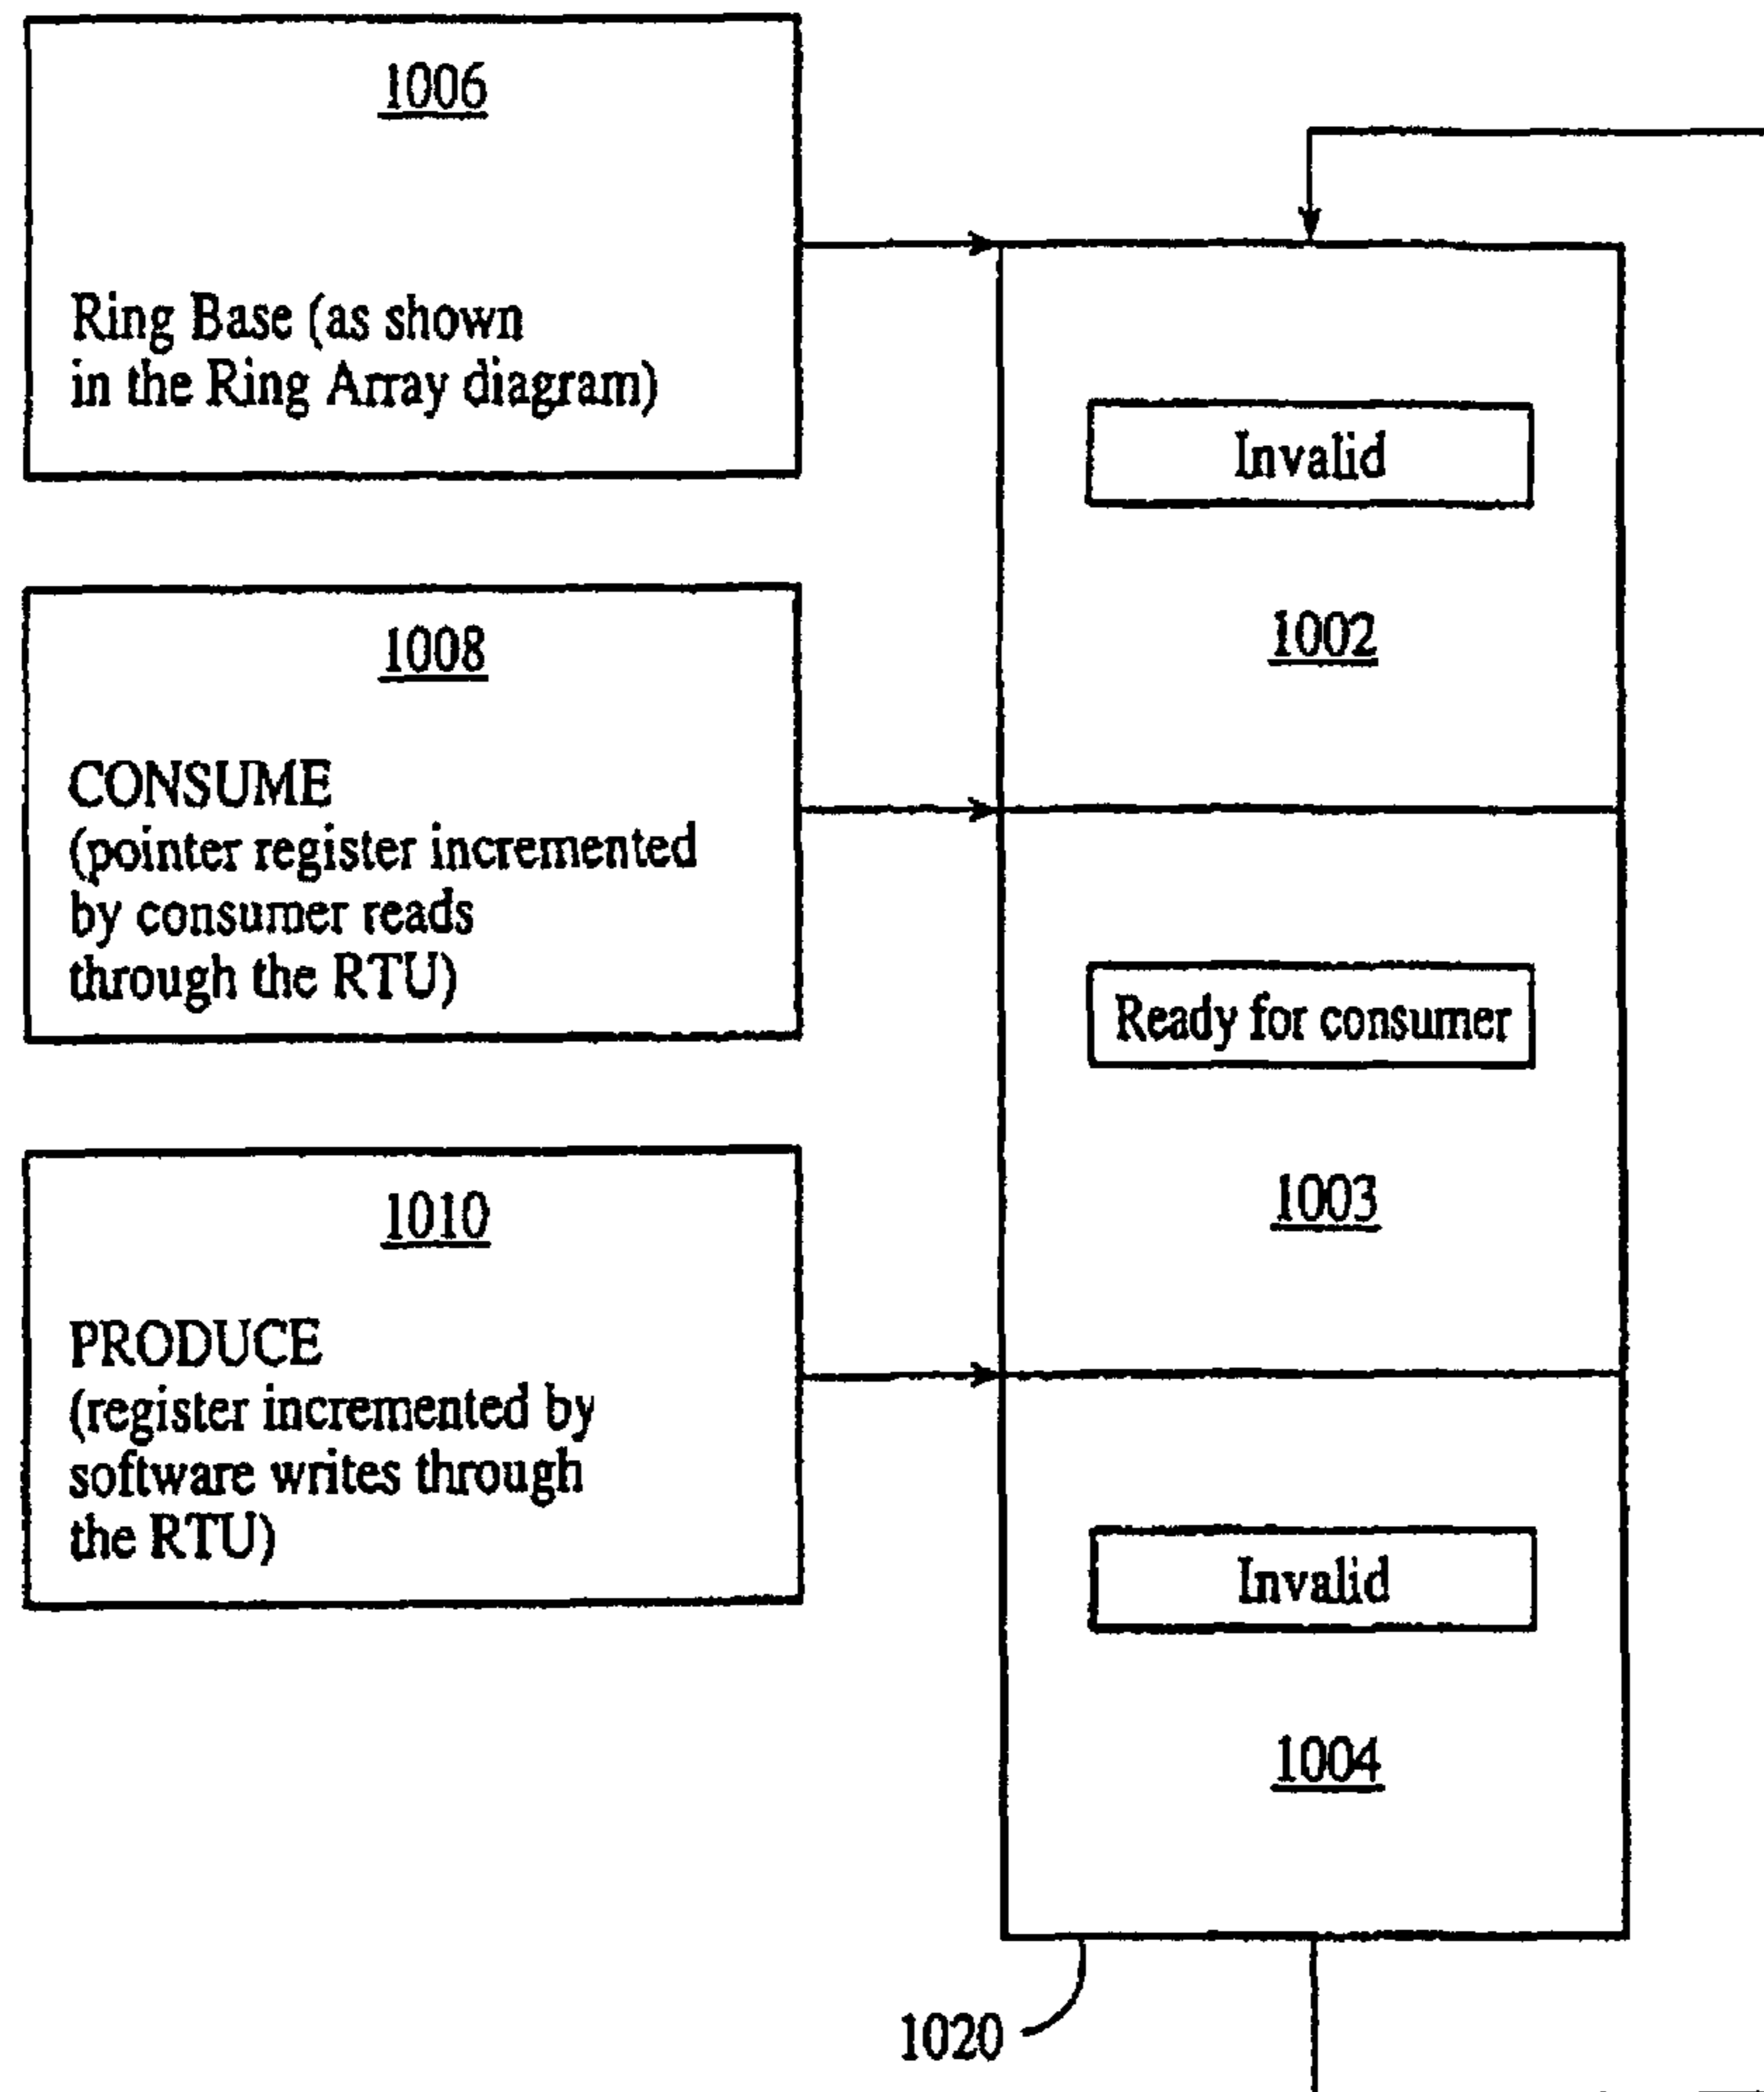 1006
Ring Base (as shown
in the Ring Array diagram)
1008
CONSUME
(pointer register incremented
by consumer reads
through the RTU)
1010
PRODUCE
(register incremented by
software writes through
the RTU)
Invalid
1002
Ready for consumer
1003
Invalid
1004
1020